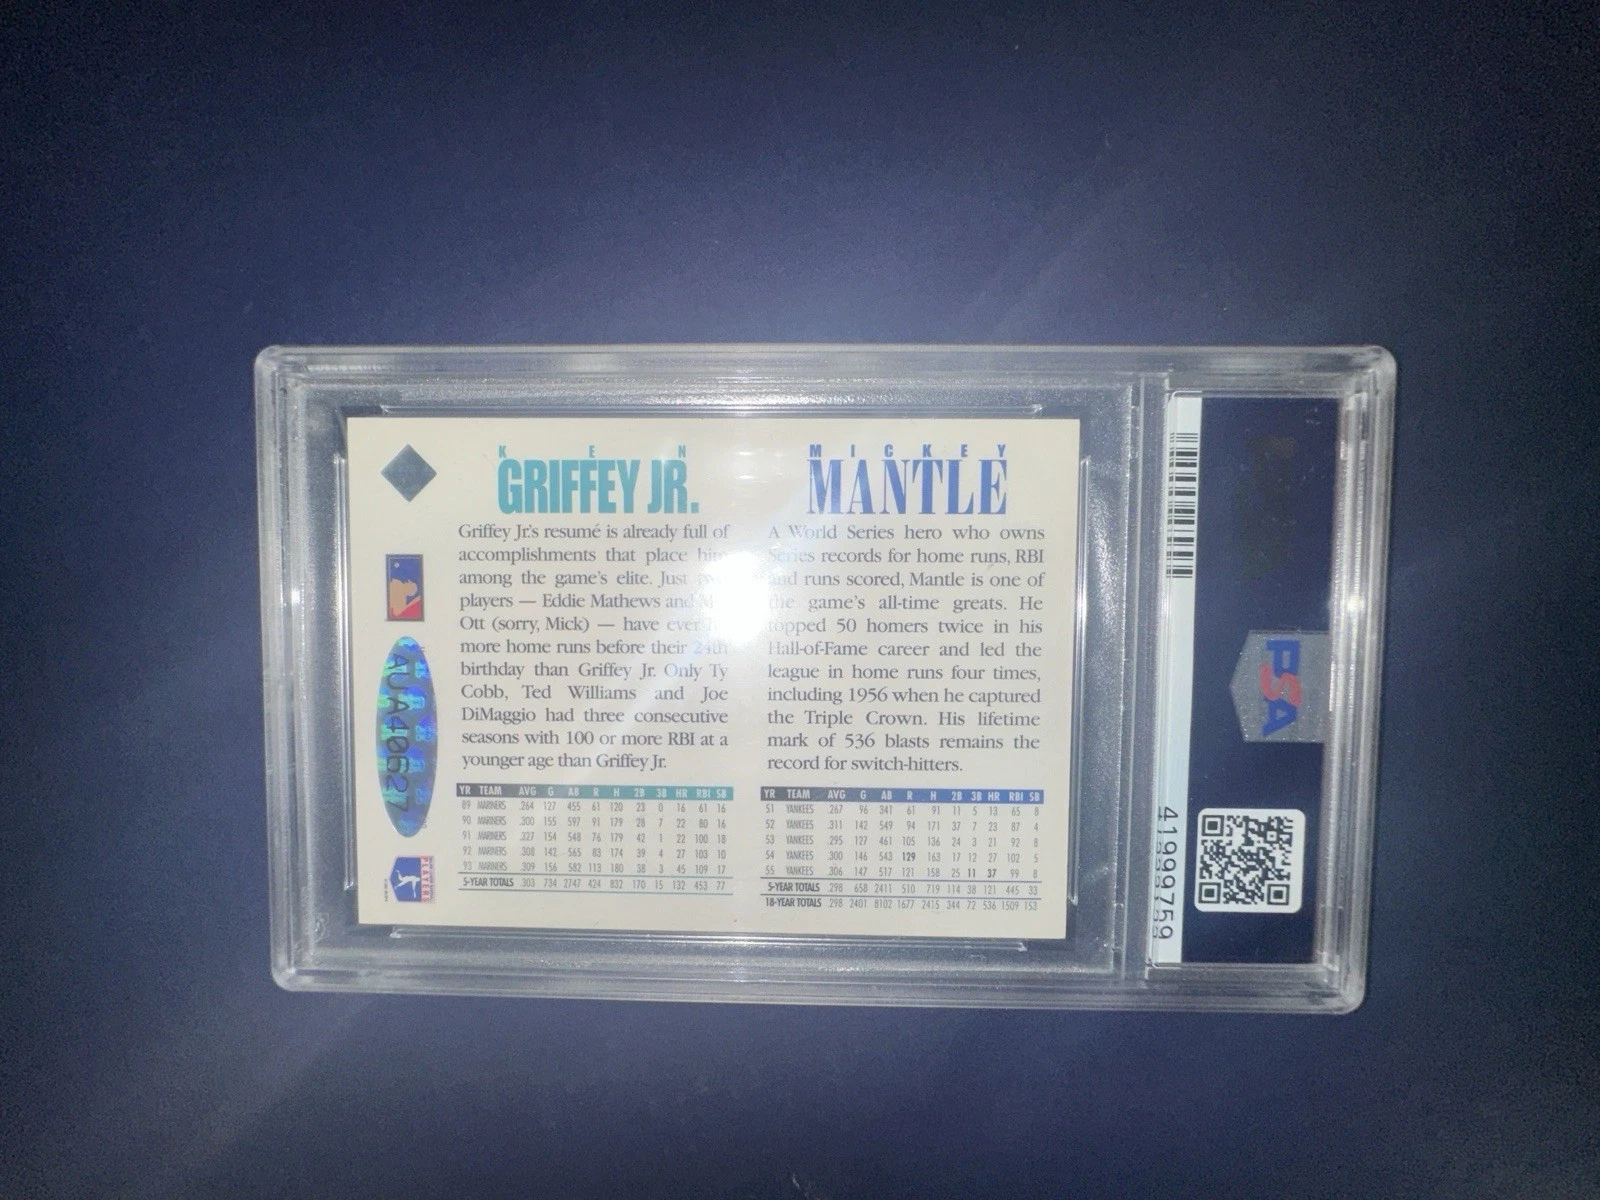 KEN
GRIFFEY JR.
Griffey Jr.'s resumé is already full of
accomplishments that place him
among the game's elite. Just
players — Eddie Mathews and
Ott (sorry, Mick) — have ever
more home runs before their 24th
birthday than Griffey Jr. Only Ty
Cobb, Ted Williams and Joe
DiMaggio had three consecutive
seasons with 100 or more RBI at a
younger age than Griffey Jr.
YR TEAM AVG G AB R H 2B 3B HR RBI SB
89 MARINERS .264 127 455 61 120 23 0 16 61 16
90 MARINERS .300 155 597 91 179 28 7 22 80 16
91 MARINERS .327 154 548 76 179 42 1 22 100 18
92 MARINERS .308 142 565 83 174 39 4 27 103 10
93 MARINERS .309 156 582 113 180 38 3 45 109 17
5-YEAR TOTALS .303 734 2747 424 832 170 15 132 453 77
MICKEY
MANTLE
A World Series hero who owns
Series records for home runs, RBI
and runs scored, Mantle is one of
the game's all-time greats. He
topped 50 homers twice in his
Hall-of-Fame career and led the
league in home runs four times,
including 1956 when he captured
the Triple Crown. His lifetime
mark of 536 blasts remains the
record for switch-hitters.
YR TEAM AVG G AB R H 2B 3B HR RBI SB
51 YANKEES .267 96 341 61 91 11 5 13 65 8
52 YANKEES .311 142 549 94 171 37 7 23 87 4
53 YANKEES .295 127 461 105 136 24 3 21 92 8
54 YANKEES .300 146 543 129 163 17 12 27 102 5
55 YANKEES .306 147 517 121 158 25 11 37 99 8
5-YEAR TOTALS .298 658 2411 510 719 114 38 121 445 33
18-YEAR TOTALS .298 2401 8102 1677 2415 344 72 536 1509 153
AUA40627
PLAYERS
41999759
PSA